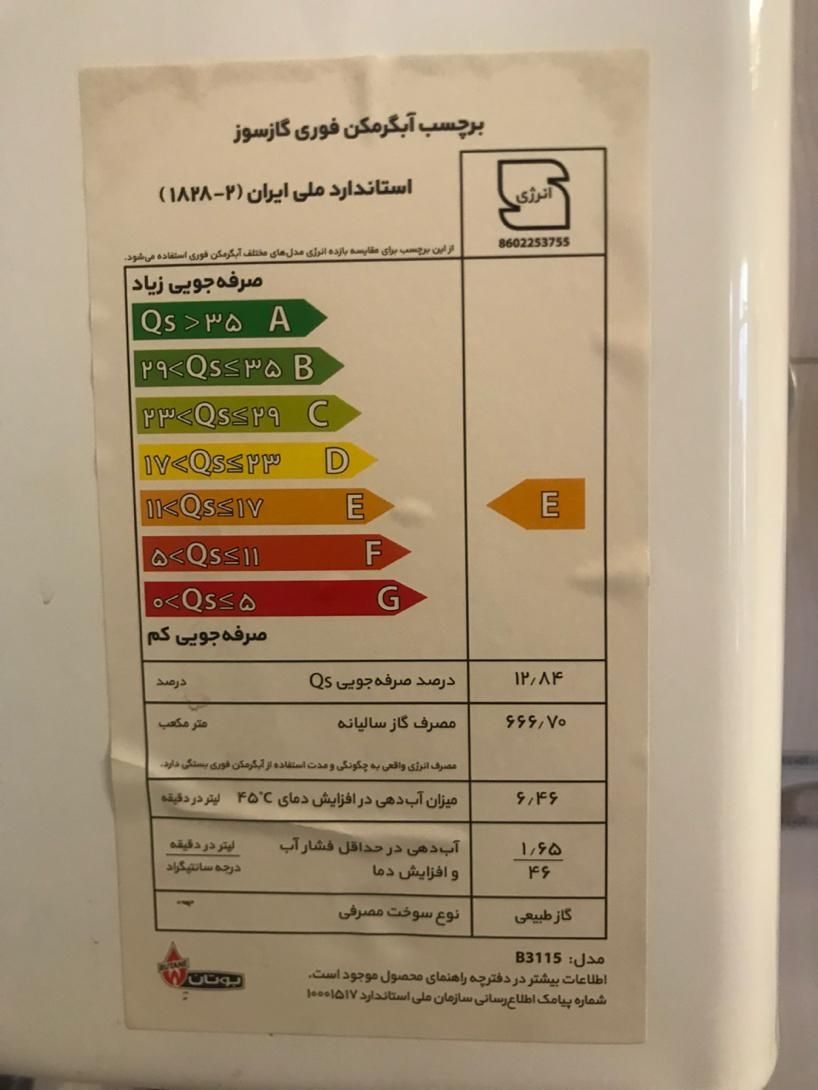 برچسب آبگرمکن فوری گازسوز
استاندارد ملی ایران (۲-۱۸۲۸)
انرژی
8602253755
از این برچسب برای مقایسه بازده انرژی مدل‌های مختلف آبگرمکن فوری استفاده می‌شود.
صرفه‌جویی زیاد
Qs >۳۵ A
۲۹<Qs≤۳۵ B
۲۳<Qs≤۲۹ C
۱۷<Qs≤۲۳ D
۱۱<Qs≤۱۷ E
E
۵<Qs≤۱۱ F
۰<Qs≤۵ G
صرفه‌جویی کم
درصد صرفه‌جویی Qs درصد ۱۲٫۸۴
مصرف گاز سالیانه متر مکعب ۶۶۶٫۷۰
مصرف انرژی واقعی به چگونگی و مدت استفاده از آبگرمکن فوری بستگی دارد.
میزان آب‌دهی در افزایش دمای ۴۵°C لیتر در دقیقه ۶٫۴۶
آب‌دهی در حداقل فشار آب لیتر در دقیقه ۱٫۶۵
و افزایش دما درجه سانتیگراد ۴۶
نوع سوخت مصرفی گاز طبیعی
مدل: B3115
اطلاعات بیشتر در دفترچه راهنمای محصول موجود است.
شماره پیامک اطلاع‌رسانی سازمان ملی استاندارد ۱۰۰۰۱۵۱۷
BUTANE
بوتان